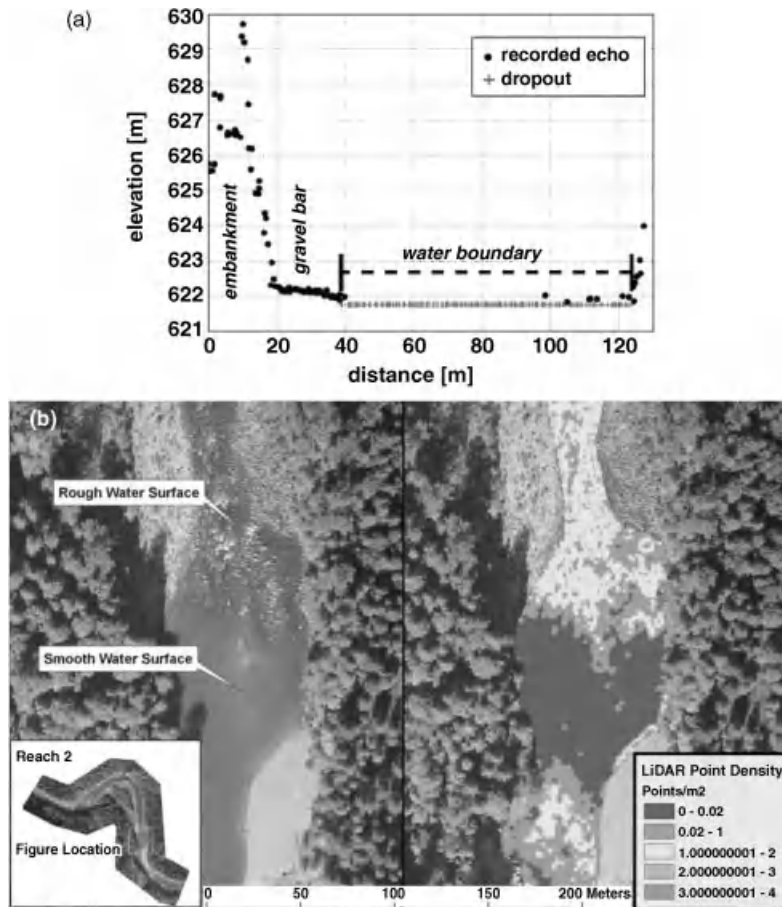 (a)
630
629
628
627
626
625
624
623
622
621
elevation [m]
recorded echo
dropout
embankment
gravel bar
water boundary
0
20
40
60
80
100
120
distance [m]
(b)
Rough Water Surface
Smooth Water Surface
Reach 2
Figure Location
LiDAR Point Density
Points/m2
0 - 0.02
0.02 - 1
1.000000001 - 2
2.000000001 - 3
3.000000001 - 4
0 50 100 150 200 Meters